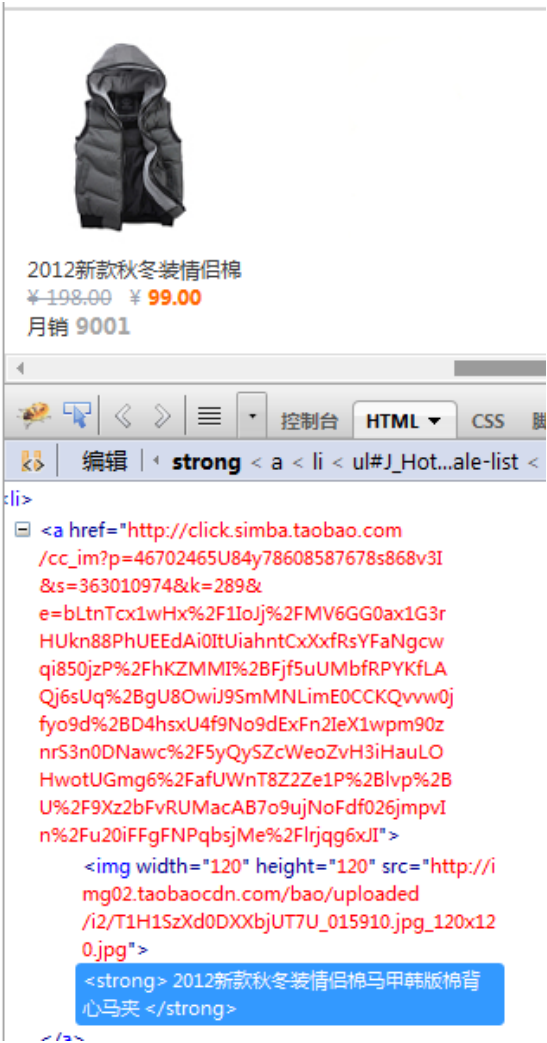 2012新款秋冬装情侣棉
¥ 198.00 ¥ 99.00
月销 9001
控制台 HTML CSS
编辑 strong < a < li < ul#J_Hot...ale-list <
<li>
<a href="http://click.simba.taobao.com
/cc_im?p=46702465U84y78608587678s868v3I
&s=363010974&k=289&
e=bLtnTcx1wHx%2F1IoJj%2FMV6GG0ax1G3r
HUkn88PhUEEdAi0ItUiahntCxXxfRsYFaNgcw
qi850jzP%2FhKZMMI%2BFjf5uUMbfRPYKfLA
Qj6sUq%2BgU8OwiJ9SmMNLimE0CCKQvvw0j
fyo9d%2BD4hsxU4f9No9dExFn2IeX1wpm90z
nrS3n0DNawc%2F5yQySZcWeoZvH3iHauLO
HwotUGmg6%2FafUWnT8Z2Ze1P%2Blvp%2B
U%2F9Xz2bFvRUMacAB7o9ujNoFdf026jmpvI
n%2Fu20iFFgFNPqbsjMe%2Flrjqg6xJI">
<img width="120" height="120" src="http://i
mg02.taobaocdn.com/bao/uploaded
/i2/T1H1SzXd0DXXbjUT7U_015910.jpg_120x12
0.jpg">
<strong> 2012新款秋冬装情侣棉马甲韩版棉背
心马夹 </strong>
</a>